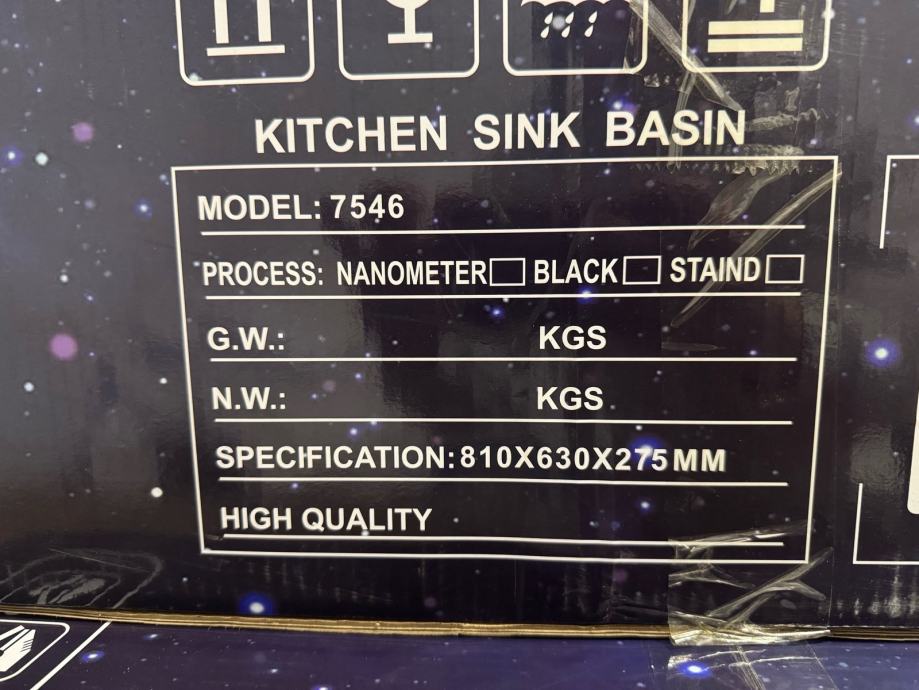 KITCHEN SINK BASIN
MODEL: 7546
PROCESS: NANOMETER BLACK STAIND
G.W.: KGS
N.W.: KGS
SPECIFICATION: 810X630X275MM
HIGH QUALITY